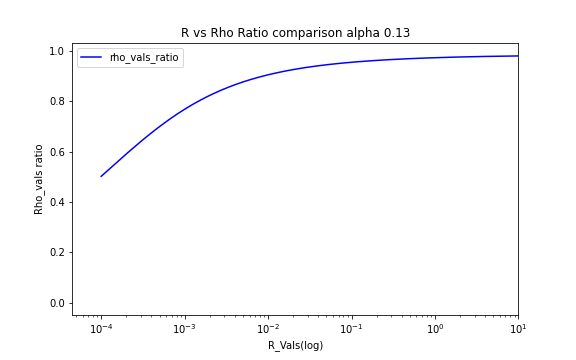 R vs Rho Ratio comparison alpha 0.13
rho_vals_ratio
1.0
0.8
0.6
0.4
0.2
0.0
Rho_vals ratio
10⁻⁴ 10⁻³ 10⁻² 10⁻¹ 10⁰ 10¹
R_Vals(log)